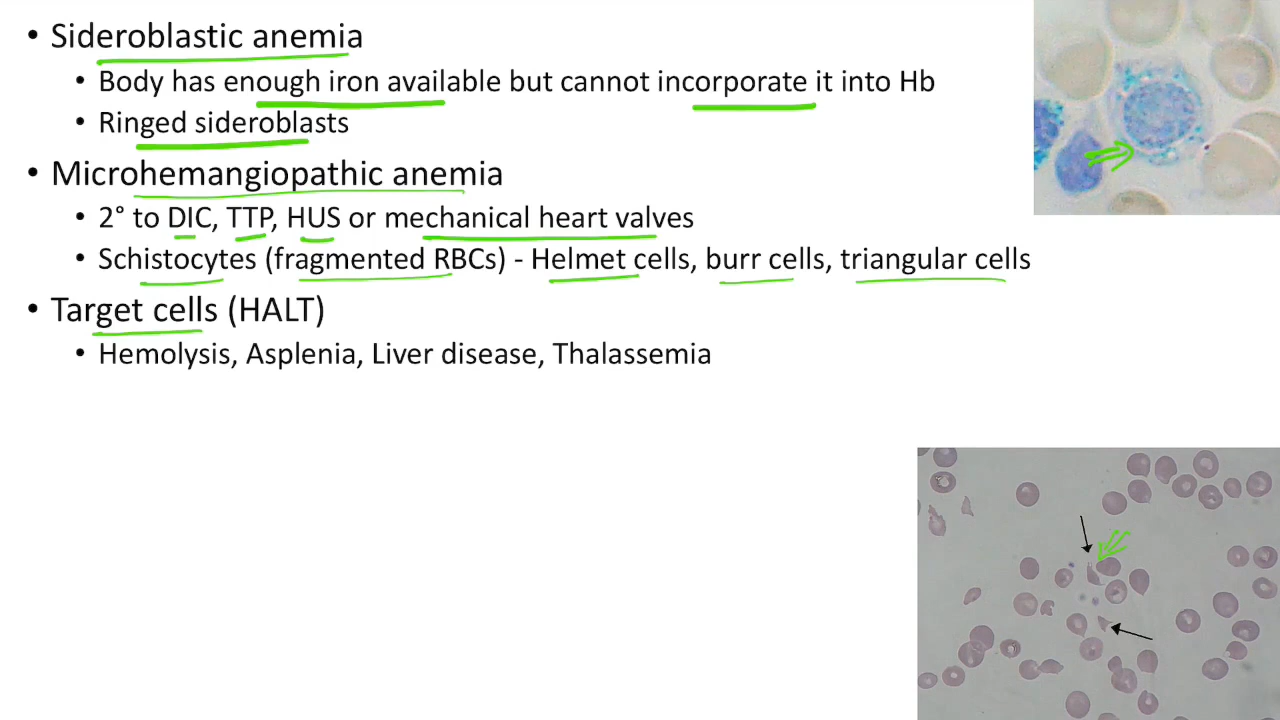 • Sideroblastic anemia
• Body has enough iron available but cannot incorporate it into Hb
• Ringed sideroblasts
• Microhemangiopathic anemia
• 2° to DIC, TTP, HUS or mechanical heart valves
• Schistocytes (fragmented RBCs) - Helmet cells, burr cells, triangular cells
• Target cells (HALT)
• Hemolysis, Asplenia, Liver disease, Thalassemia